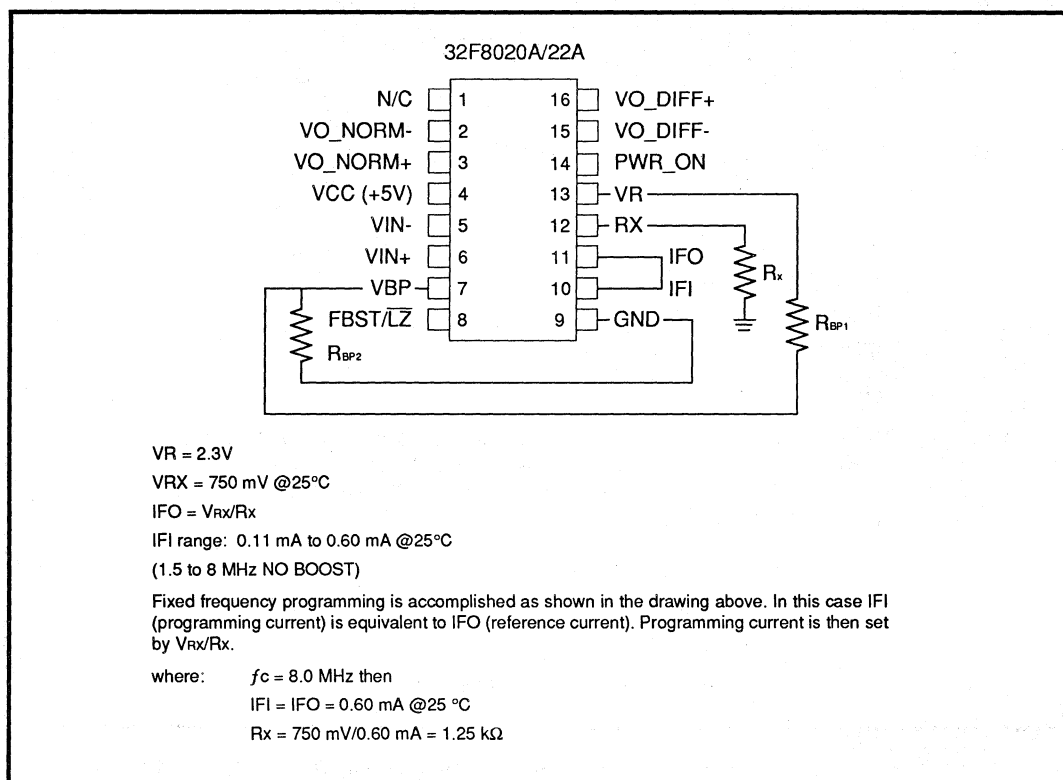 32F8020A/22A
N/C 1 16 VO_DIFF+
VO_NORM- 2 15 VO_DIFF-
VO_NORM+ 3 14 PWR_ON
VCC (+5V) 4 13 VR
VIN- 5 12 RX
VIN+ 6 11 IFO
Rx
VBP 7 10 IFI
FBST/L̅Z̅ 8 9 GND
RBP1
RBP2
VR = 2.3V
VRX = 750 mV @25°C
IFO = VRX/RX
IFI range: 0.11 mA to 0.60 mA @25°C
(1.5 to 8 MHz NO BOOST)
Fixed frequency programming is accomplished as shown in the drawing above. In this case IFI
(programming current) is equivalent to IFO (reference current). Programming current is then set
by VRX/Rx.
where: ƒc = 8.0 MHz then
IFI = IFO = 0.60 mA @25 °C
Rx = 750 mV/0.60 mA = 1.25 kΩ